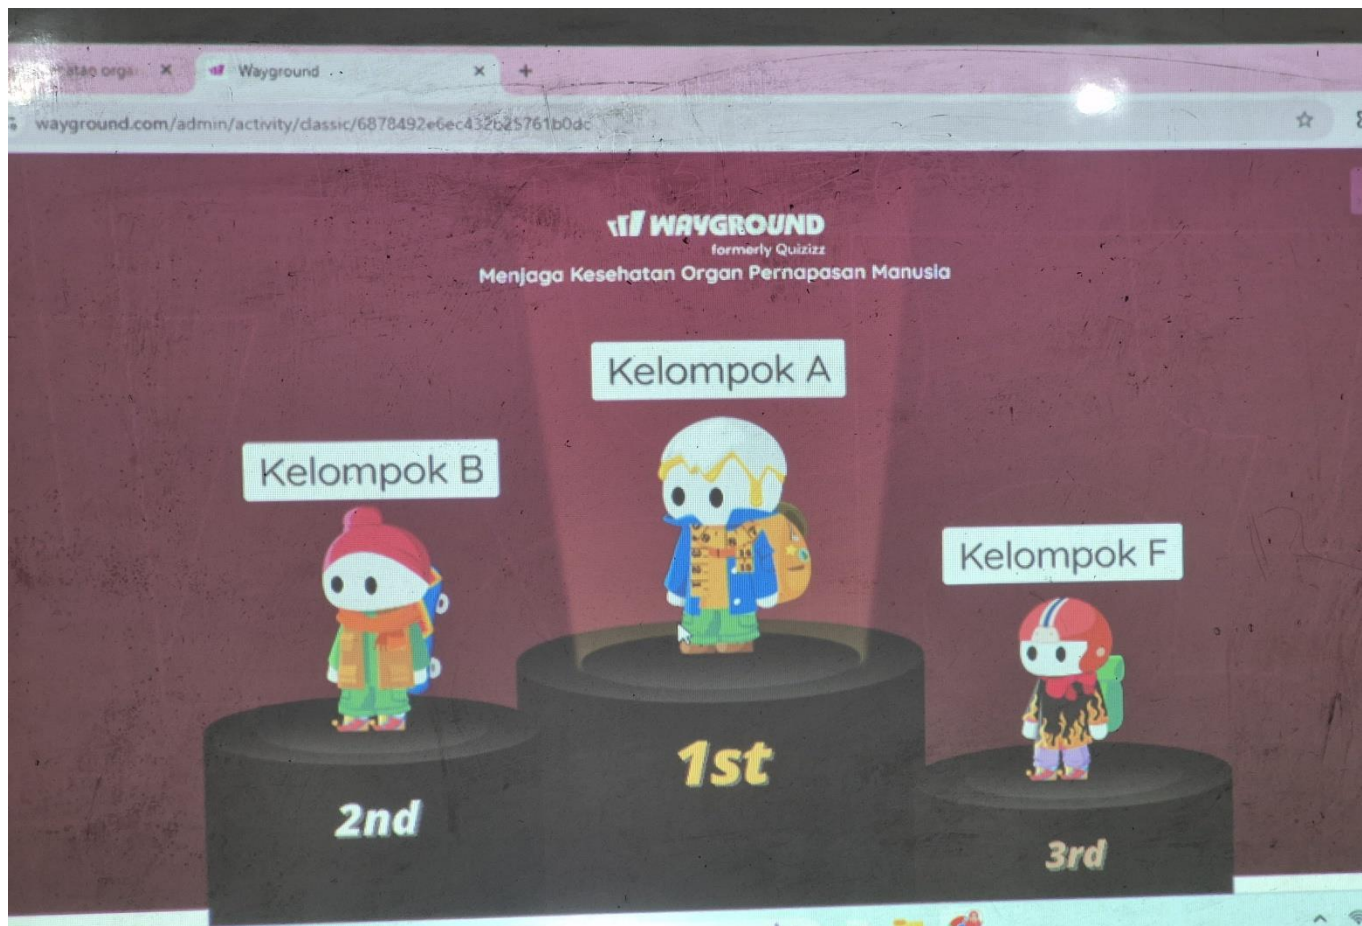 Wayground
wayground.com/admin/activity/classic/6878492e6ec432b25761b0dc
WAYGROUND
formerly Quizizz
Menjaga Kesehatan Organ Pernapasan Manusia
Kelompok A
Kelompok B
Kelompok F
1st
2nd
3rd